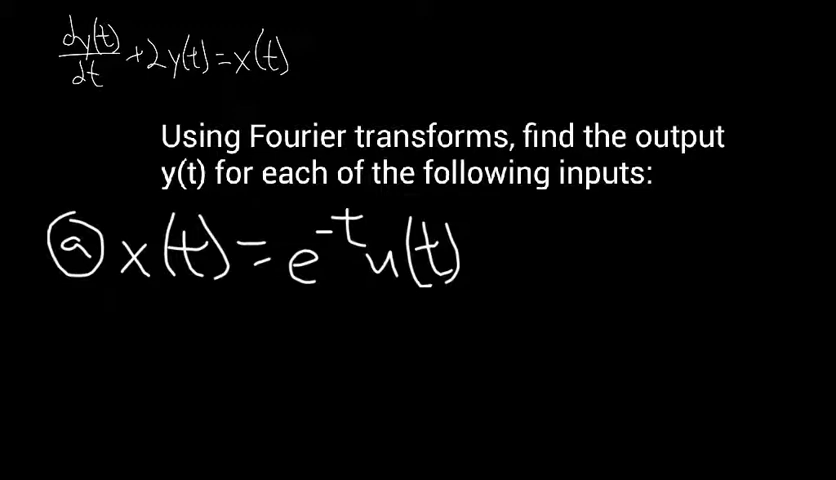 dy(t)/dt + 2y(t) = x(t)
Using Fourier transforms, find the output
y(t) for each of the following inputs:
ⓐ x(t) = e^{-t} u(t)